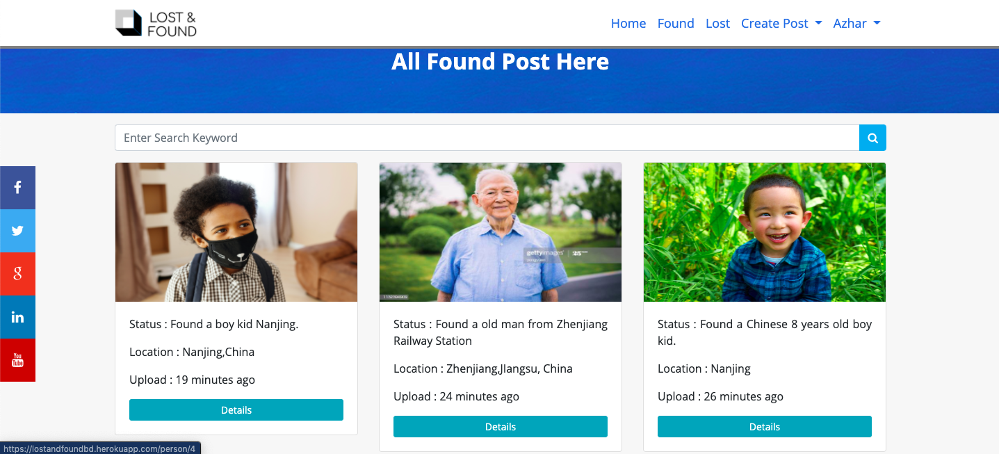 LOST &
FOUND
Home Found Lost Create Post Azhar
All Found Post Here
Enter Search Keyword
f
g
in
You
Tube
gettyimages
Status : Found a boy kid Nanjing.
Location : Nanjing,China
Upload : 19 minutes ago
Details
Status : Found a old man from Zhenjiang
Railway Station
Location : Zhenjiang,JIangsu, China
Upload : 24 minutes ago
Details
Status : Found a Chinese 8 years old boy
kid.
Location : Nanjing
Upload : 26 minutes ago
Details
https://lostandfoundbd.herokuapp.com/person/4